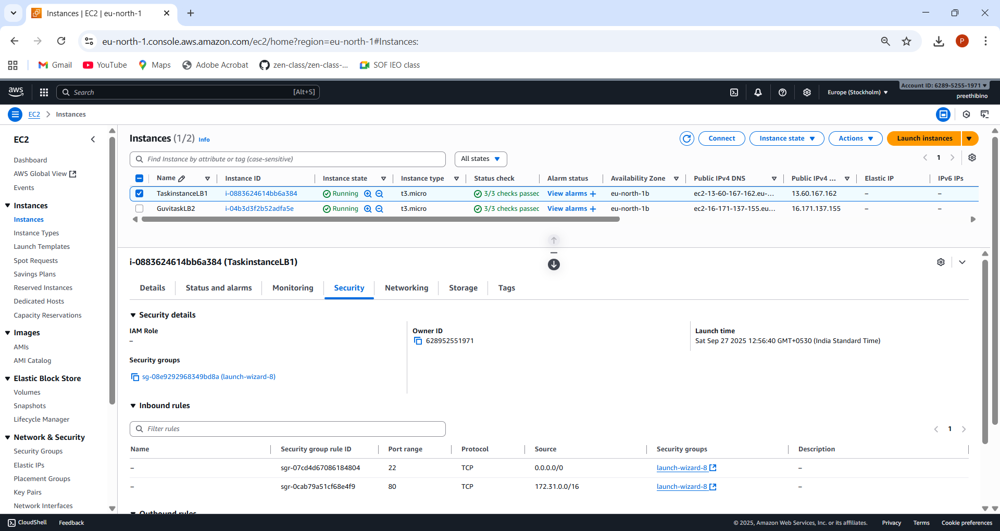 Instances | EC2 | eu-north-1
eu-north-1.console.aws.amazon.com/ec2/home?region=eu-north-1#Instances:
P
Gmail
YouTube
Maps
Adobe Acrobat
zen-class/zen-class-...
SOF IEO class
aws
Search
[Alt+S]
Europe (Stockholm)
Account ID: 6289-5255-1971
preethibino
EC2
Instances
EC2
Dashboard
AWS Global View
Events
Instances
Instances
Instance Types
Launch Templates
Spot Requests
Savings Plans
Reserved Instances
Dedicated Hosts
Capacity Reservations
Images
AMIs
AMI Catalog
Elastic Block Store
Volumes
Snapshots
Lifecycle Manager
Network & Security
Security Groups
Elastic IPs
Placement Groups
Key Pairs
Network Interfaces
Instances (1/2) Info
Connect
Instance state
Actions
Launch instances
Find Instance by attribute or tag (case-sensitive)
All states
1
Name Instance ID Instance state Instance type Status check Alarm status Availability Zone Public IPv4 DNS Public IPv4 ... Elastic IP IPv6 IPs
TaskinstanceLB1 i-0883624614bb6a384 Running t3.micro 3/3 checks passed View alarms + eu-north-1b ec2-13-60-167-162.eu-... 13.60.167.162 – –
GuvitaskLB2 i-04b3d3f2b52adfa5e Running t3.micro 3/3 checks passed View alarms + eu-north-1b ec2-16-171-137-155.eu... 16.171.137.155 – –
i-0883624614bb6a384 (TaskinstanceLB1)
Details
Status and alarms
Monitoring
Security
Networking
Storage
Tags
Security details
IAM Role
–
Owner ID
628952551971
Launch time
Sat Sep 27 2025 12:56:40 GMT+0530 (India Standard Time)
Security groups
sg-08e9292968349bd8a (launch-wizard-8)
Inbound rules
Filter rules
1
Name Security group rule ID Port range Protocol Source Security groups Description
– sgr-07cd4d67086184804 22 TCP 0.0.0.0/0 launch-wizard-8 –
– sgr-0cab79a51cf68e4f9 80 TCP 172.31.0.0/16 launch-wizard-8 –
Outbound rules
CloudShell
Feedback
© 2025, Amazon Web Services, Inc. or its affiliates.
Privacy
Terms
Cookie preferences